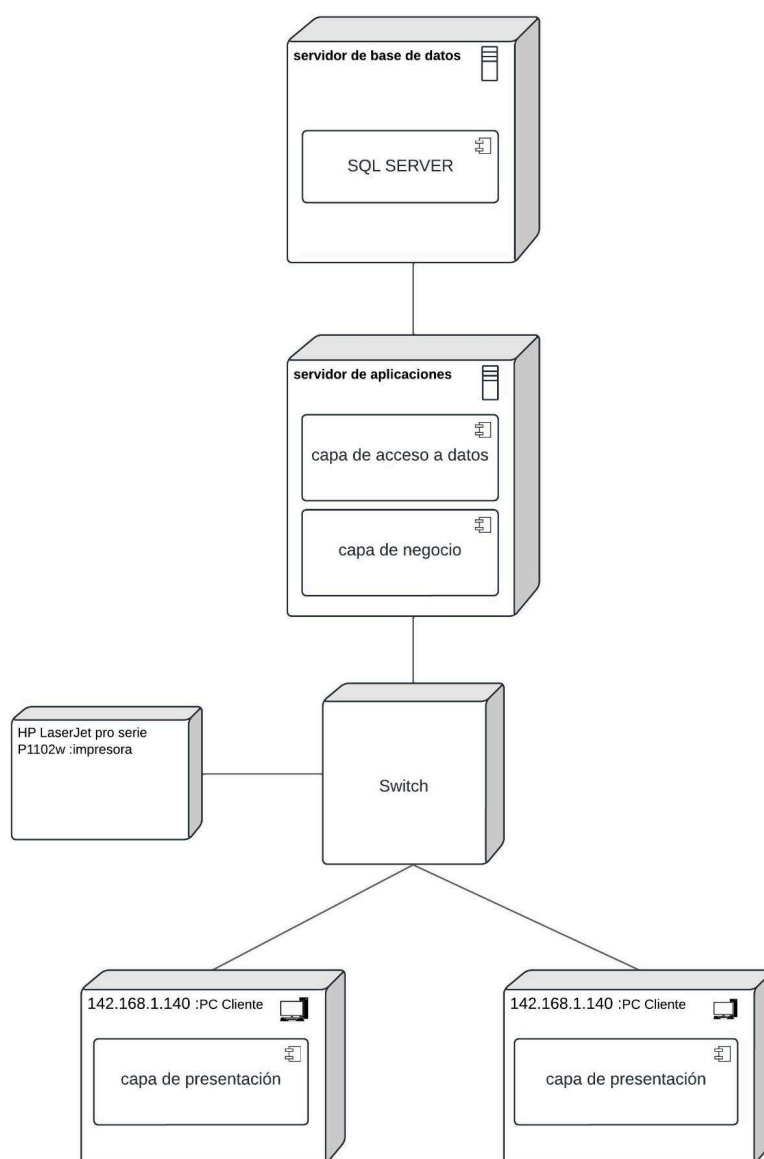 servidor de base de datos
SQL SERVER
servidor de aplicaciones
capa de acceso a datos
capa de negocio
HP LaserJet pro serie
P1102w :impresora
Switch
142.168.1.140 :PC Cliente
capa de presentación
142.168.1.140 :PC Cliente
capa de presentación